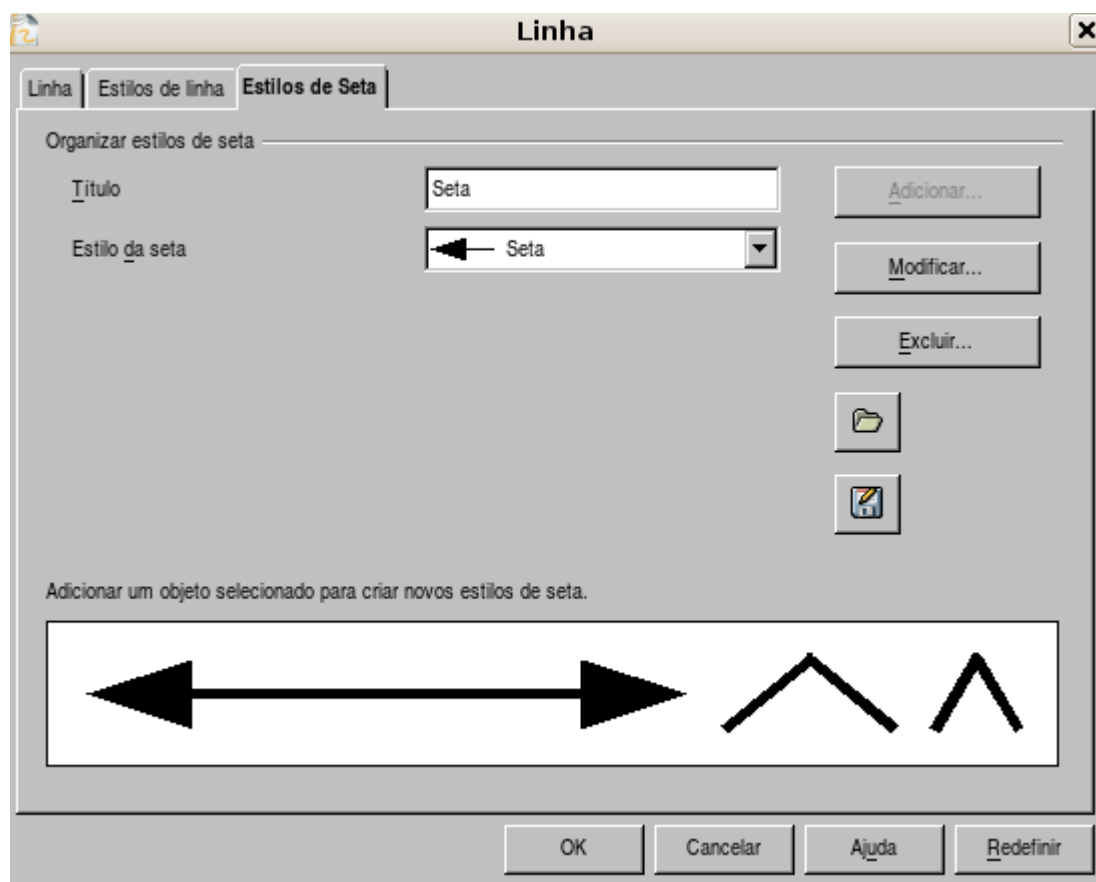 Linha
Linha Estilos de linha Estilos de Seta
Organizar estilos de seta
Título Seta Adicionar...
Estilo da seta Seta Modificar...
Excluir...
Adicionar um objeto selecionado para criar novos estilos de seta.
OK Cancelar Ajuda Redefinir